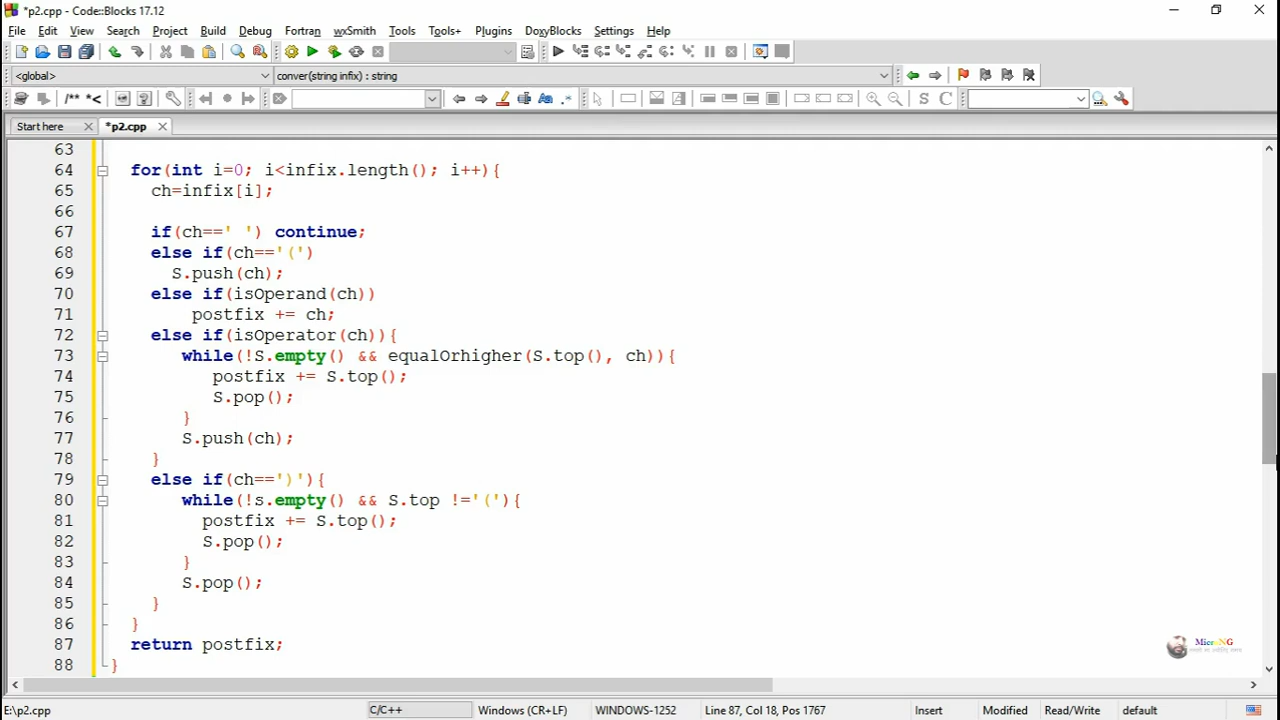 *p2.cpp - Code::Blocks 17.12
File Edit View Search Project Build Debug Fortran wxSmith Tools Tools+ Plugins DoxyBlocks Settings Help
<global> conver(string infix) : string
/** *<
S C
Start here *p2.cpp
63
64 for(int i=0; i<infix.length(); i++){
65 ch=infix[i];
66
67 if(ch==' ') continue;
68 else if(ch=='(')
69 S.push(ch);
70 else if(isOperand(ch))
71 postfix += ch;
72 else if(isOperator(ch)){
73 while(!S.empty() && equalOrhigher(S.top(), ch)){
74 postfix += S.top();
75 S.pop();
76 }
77 S.push(ch);
78 }
79 else if(ch==')'){
80 while(!s.empty() && S.top !='('){
81 postfix += S.top();
82 S.pop();
83 }
84 S.pop();
85 }
86 }
87 return postfix;
88 }
MicroNG
E:\p2.cpp C/C++ Windows (CR+LF) WINDOWS-1252 Line 87, Col 18, Pos 1767 Insert Modified Read/Write default